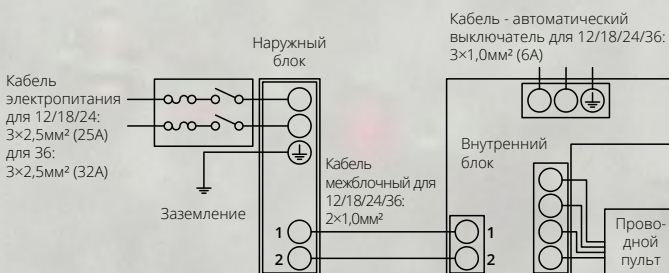 Кабель - автоматический
выключатель для 12/18/24/36:
3×1,0мм² (6А)
Наружный
блок
Кабель
электропитания
для 12/18/24:
3×2,5мм² (25А)
для 36:
3×2,5мм² (32А)
Внутренний
блок
Кабель
межблочный для
12/18/24/36:
2×1,0мм²
Заземление
Прово-
дной
пульт
1
1
2
2